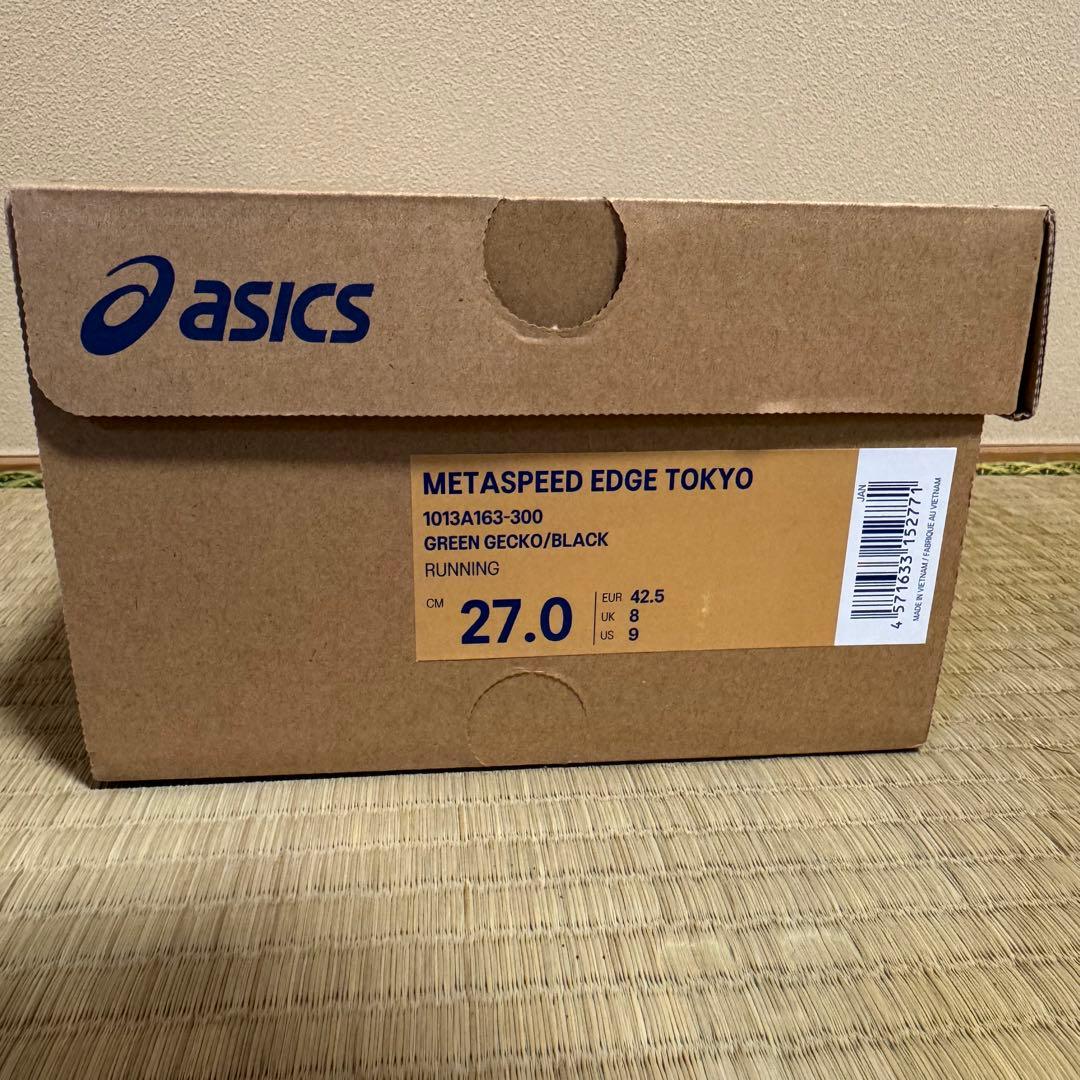 asics
METASPEED EDGE TOKYO
1013A163-300
GREEN GECKO/BLACK
RUNNING
CM 27.0
EUR 42.5
UK 8
US 9
JAN
4 571633 152771
MADE IN VIETNAM / FABRIQUE AU VIETNAM